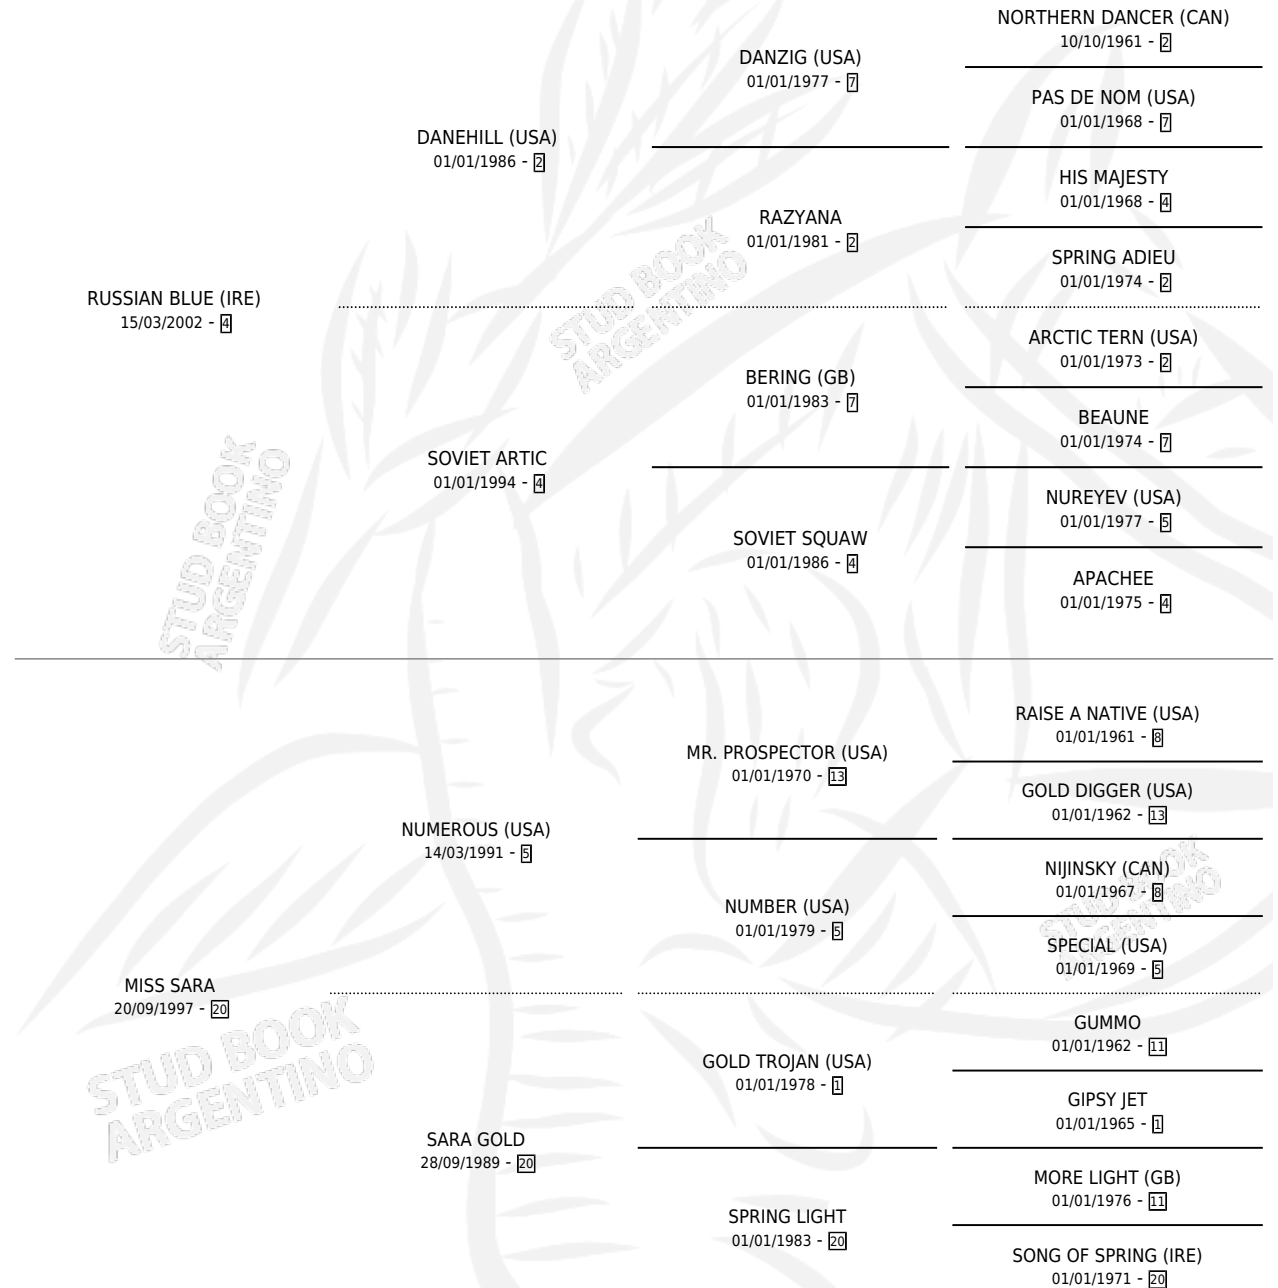 NORTHERN DANCER (CAN)
10/10/1961 - 2
DANZIG (USA)
01/01/1977 - 7
PAS DE NOM (USA)
01/01/1968 - 7
DANEHILL (USA)
01/01/1986 - 2
HIS MAJESTY
01/01/1968 - 4
RAZYANA
01/01/1981 - 2
SPRING ADIEU
01/01/1974 - 2
RUSSIAN BLUE (IRE)
15/03/2002 - 4
STUD BOOK
ARGENTINO
ARCTIC TERN (USA)
01/01/1973 - 2
BERING (GB)
01/01/1983 - 7
BEAUNE
01/01/1974 - 7
SOVIET ARTIC
01/01/1994 - 4
NUREYEV (USA)
01/01/1977 - 5
SOVIET SQUAW
01/01/1986 - 4
APACHEE
01/01/1975 - 4
STUD BOOK
ARGENTINO
RAISE A NATIVE (USA)
01/01/1961 - 8
MR. PROSPECTOR (USA)
01/01/1970 - 13
GOLD DIGGER (USA)
01/01/1962 - 13
NUMEROUS (USA)
14/03/1991 - 5
NIJINSKY (CAN)
01/01/1967 - 8
NUMBER (USA)
01/01/1979 - 5
STUD BOOK
ARGENTINO
SPECIAL (USA)
01/01/1969 - 5
MISS SARA
20/09/1997 - 20
GUMMO
01/01/1962 - 11
GOLD TROJAN (USA)
01/01/1978 - 1
STUD BOOK
ARGENTINO
GIPSY JET
01/01/1965 - 1
SARA GOLD
28/09/1989 - 20
MORE LIGHT (GB)
01/01/1976 - 11
SPRING LIGHT
01/01/1983 - 20
SONG OF SPRING (IRE)
01/01/1971 - 20